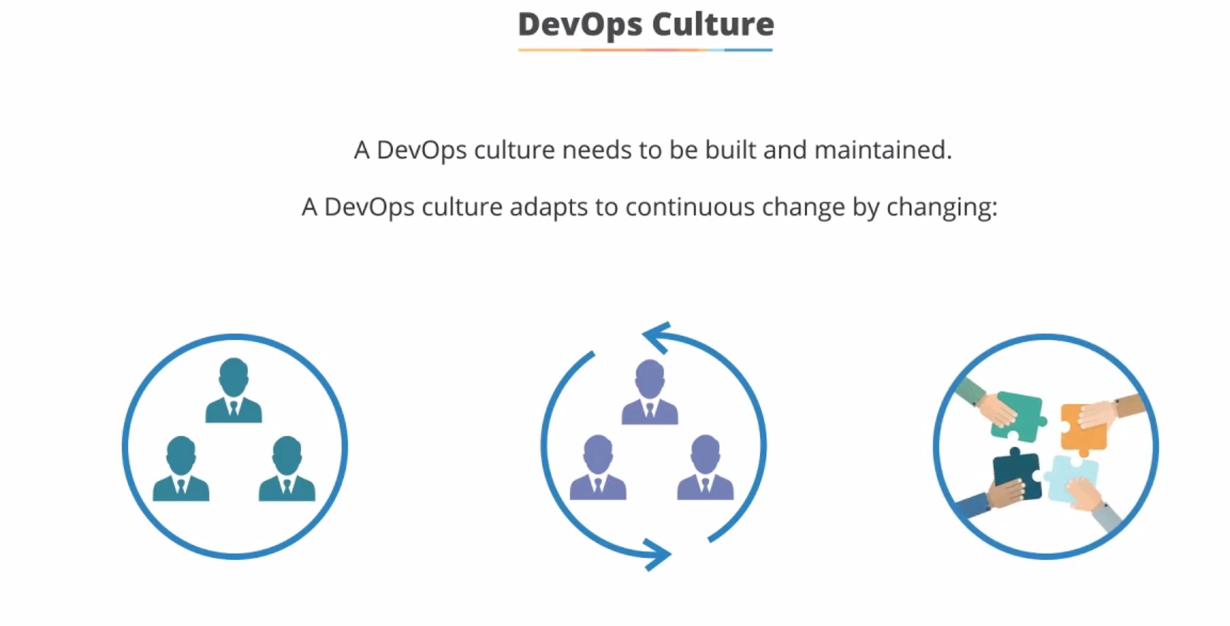 DevOps Culture
A DevOps culture needs to be built and maintained.
A DevOps culture adapts to continuous change by changing: